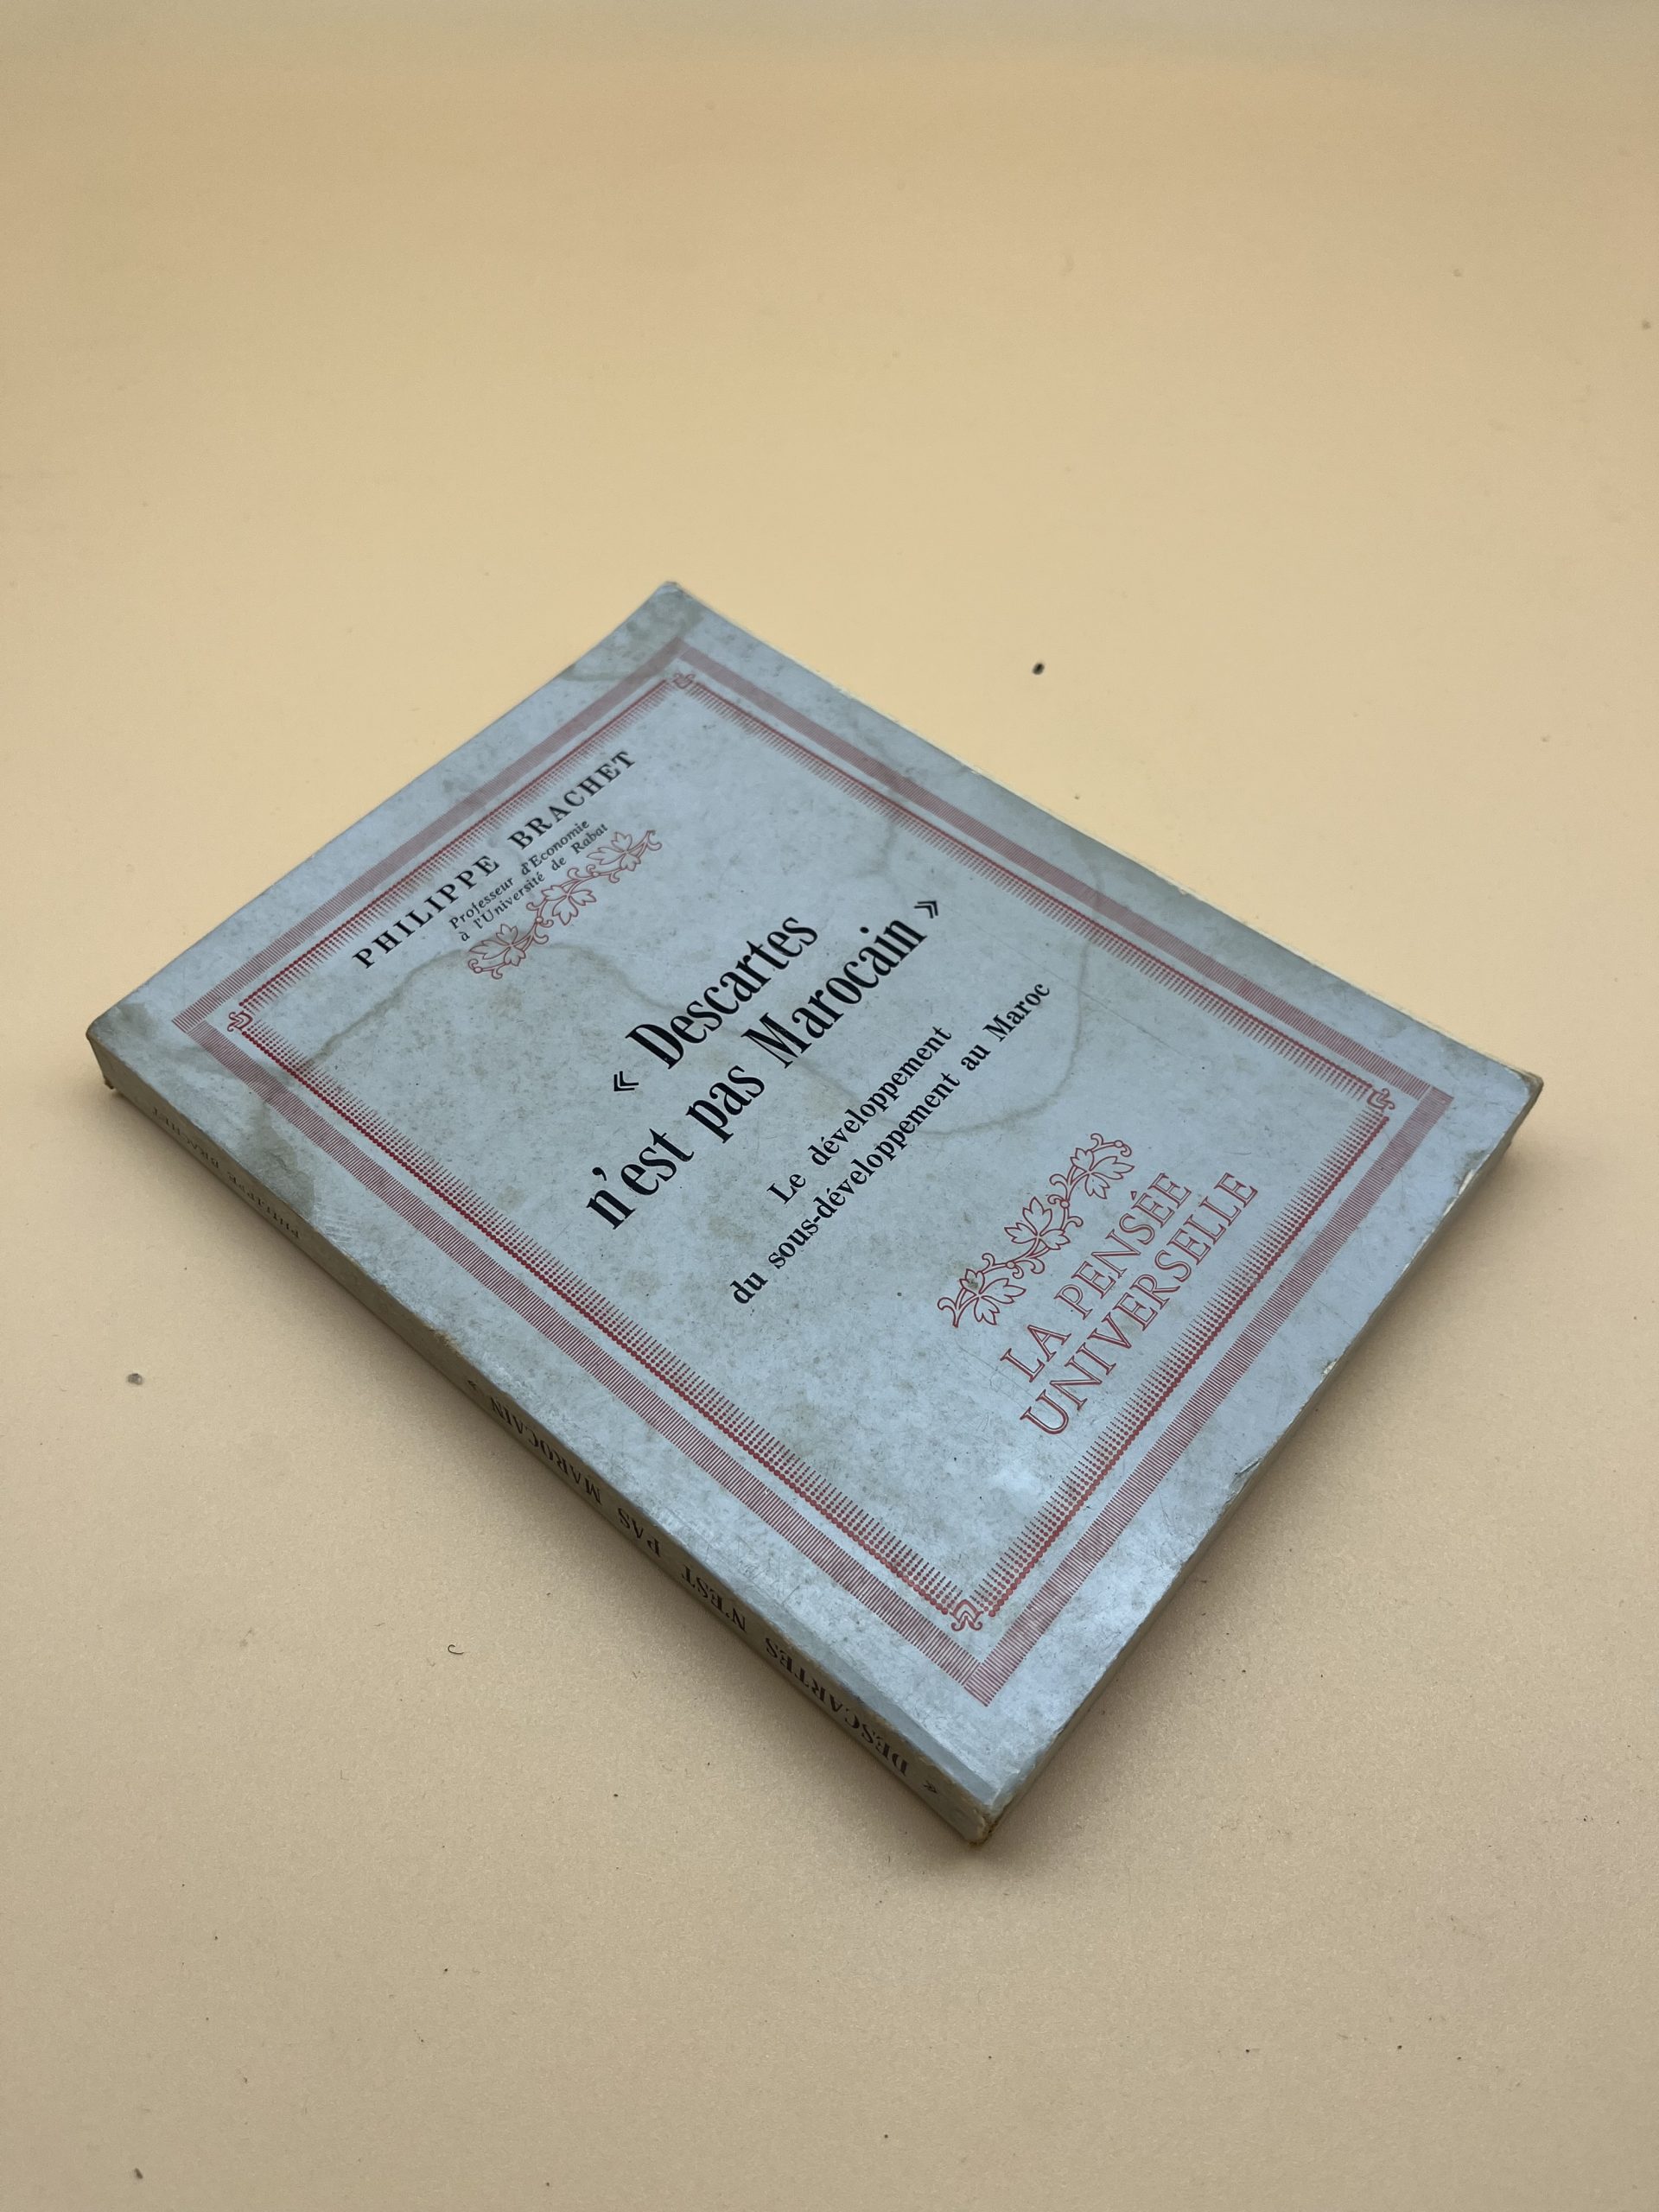 PHILIPPE BRACHET
Professeur d'Economie
à l'Université de Rabat
« Descartes
n'est pas Marocain »
Le développement
du sous-développement au Maroc
LA PENSÉE
UNIVERSELLE
« DESCARTES N'EST PAS MAROCAIN »
PHILIPPE BRACHET